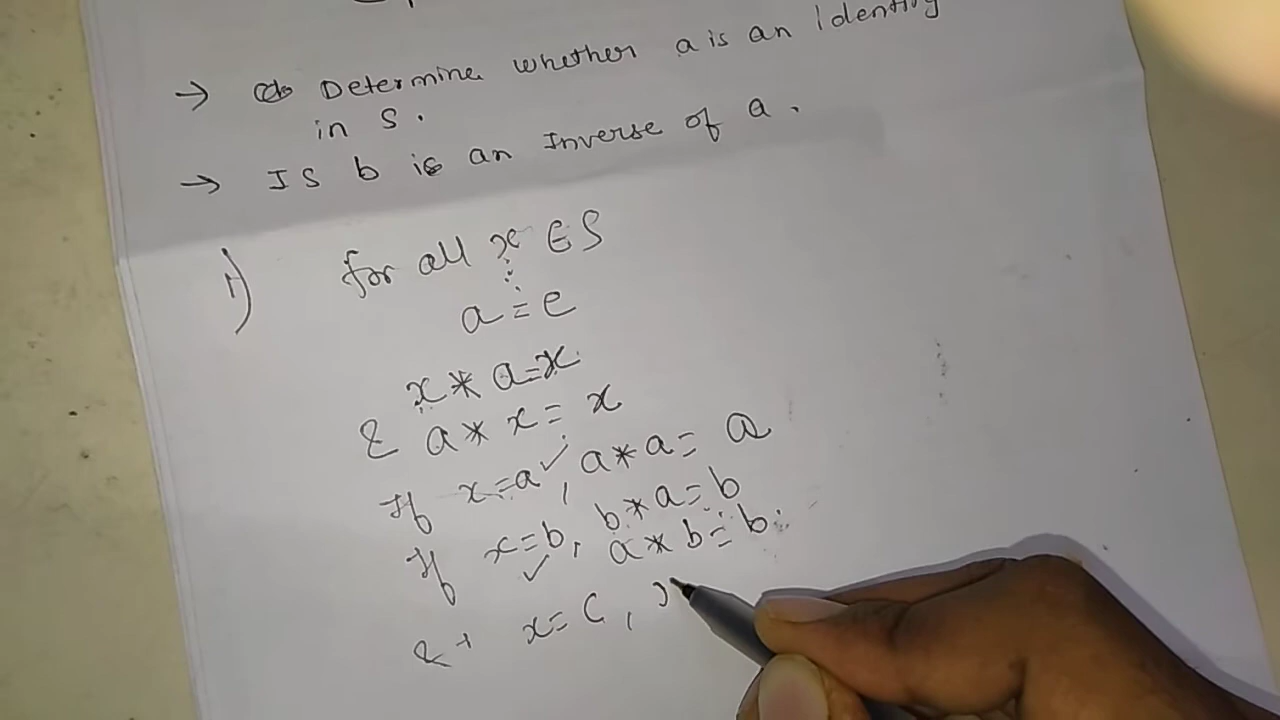 → Determine whether a is an Identity
in S.
→ IS b is an Inverse of a.
1) for all x ∈ S
a = e
x * a = x
& a * x = x
If x = a ✓, a * a = a
If x = b, b * a = b
✓ a * b = b.
x = c,